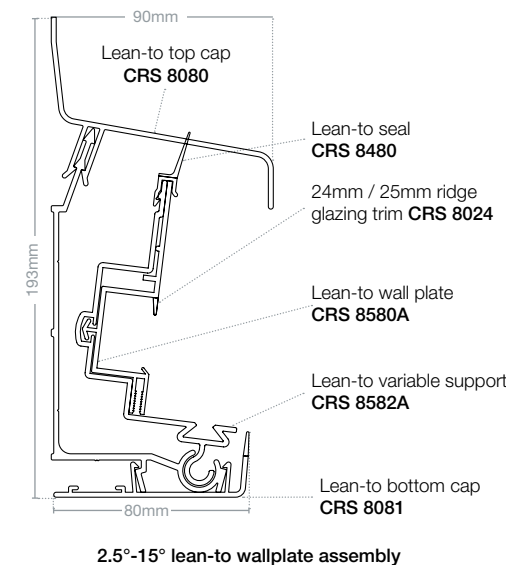 90mm
Lean-to top cap
CRS 8080
Lean-to seal
CRS 8480
24mm / 25mm ridge
glazing trim CRS 8024
193mm
Lean-to wall plate
CRS 8580A
Lean-to variable support
CRS 8582A
Lean-to bottom cap
CRS 8081
80mm
2.5°-15° lean-to wallplate assembly